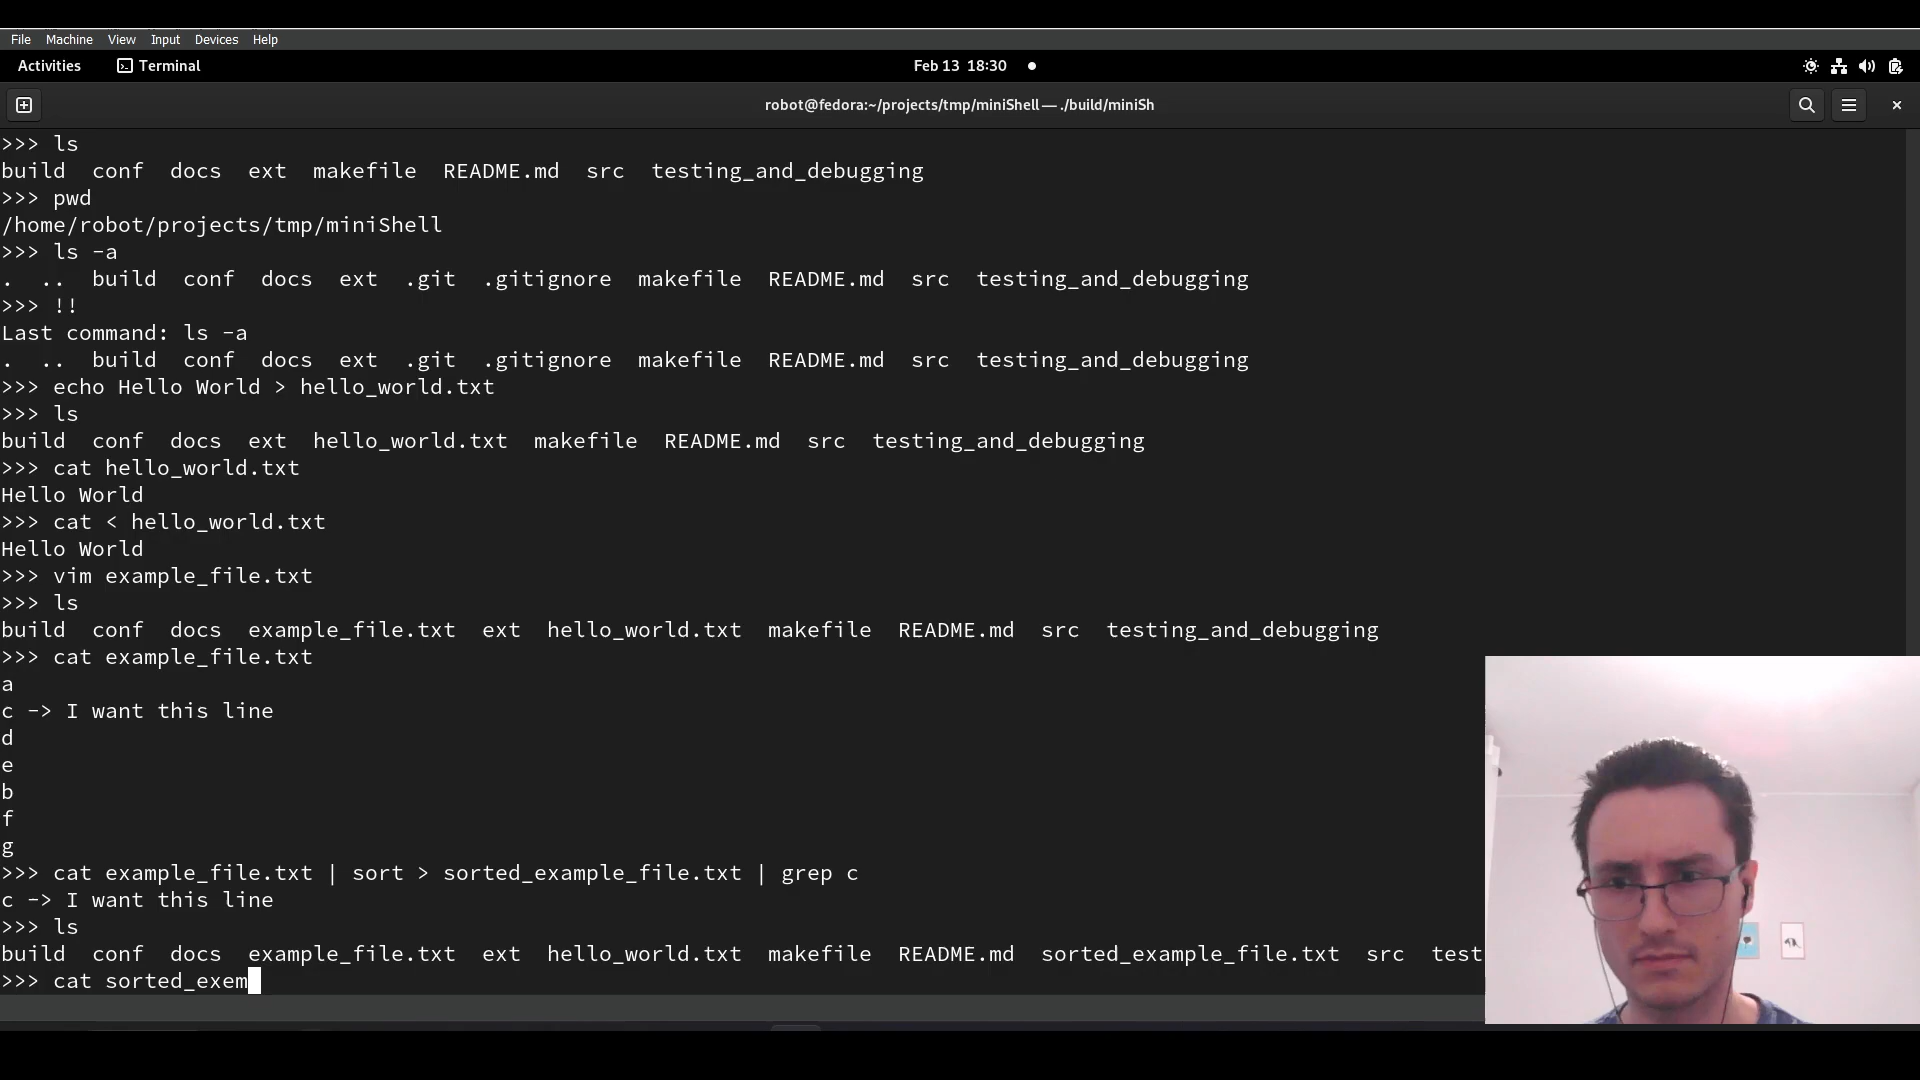 File Machine View Input Devices Help
Activities Terminal Feb 13 18:30
robot@fedora:~/projects/tmp/miniShell — ./build/miniSh
>>> ls
build conf docs ext makefile README.md src testing_and_debugging
>>> pwd
/home/robot/projects/tmp/miniShell
>>> ls -a
. .. build conf docs ext .git .gitignore makefile README.md src testing_and_debugging
>>> !!
Last command: ls -a
. .. build conf docs ext .git .gitignore makefile README.md src testing_and_debugging
>>> echo Hello World > hello_world.txt
>>> ls
build conf docs ext hello_world.txt makefile README.md src testing_and_debugging
>>> cat hello_world.txt
Hello World
>>> cat < hello_world.txt
Hello World
>>> vim example_file.txt
>>> ls
build conf docs example_file.txt ext hello_world.txt makefile README.md src testing_and_debugging
>>> cat example_file.txt
a
c -> I want this line
d
e
b
f
g
>>> cat example_file.txt | sort > sorted_example_file.txt | grep c
c -> I want this line
>>> ls
build conf docs example_file.txt ext hello_world.txt makefile README.md sorted_example_file.txt src test
>>> cat sorted_exem